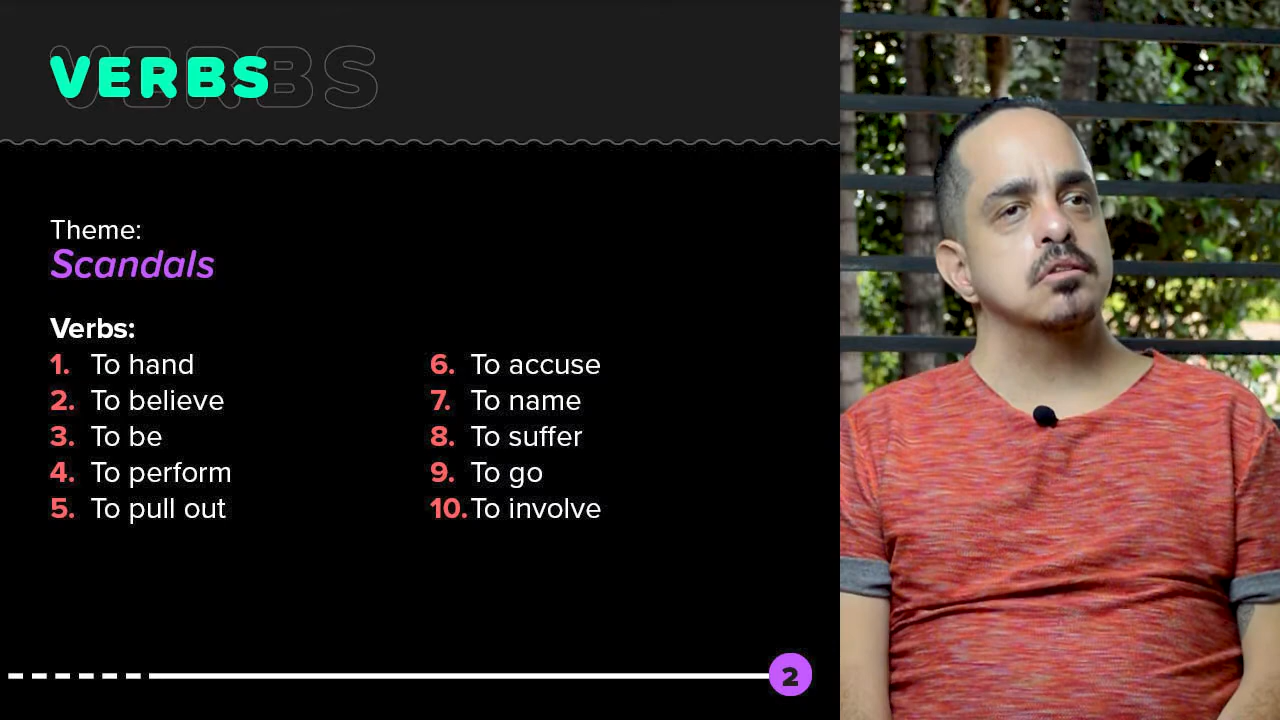 VERBS
Theme:
Scandals
Verbs:
1. To hand
2. To believe
3. To be
4. To perform
5. To pull out
6. To accuse
7. To name
8. To suffer
9. To go
10. To involve
2